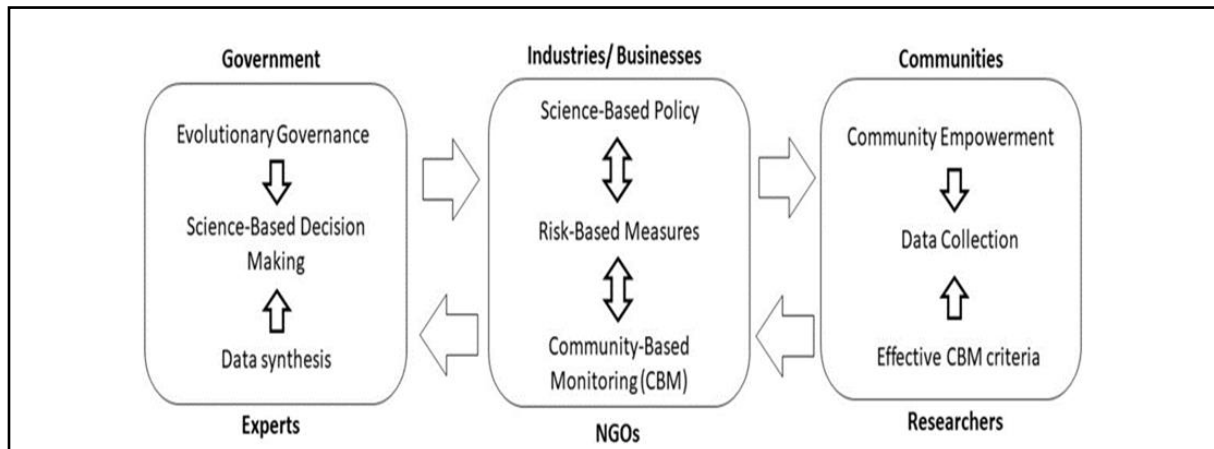 Government
Evolutionary Governance
Science-Based Decision
Making
Data synthesis
Experts
Industries/ Businesses
Science-Based Policy
Risk-Based Measures
Community-Based
Monitoring (CBM)
NGOs
Communities
Community Empowerment
Data Collection
Effective CBM criteria
Researchers